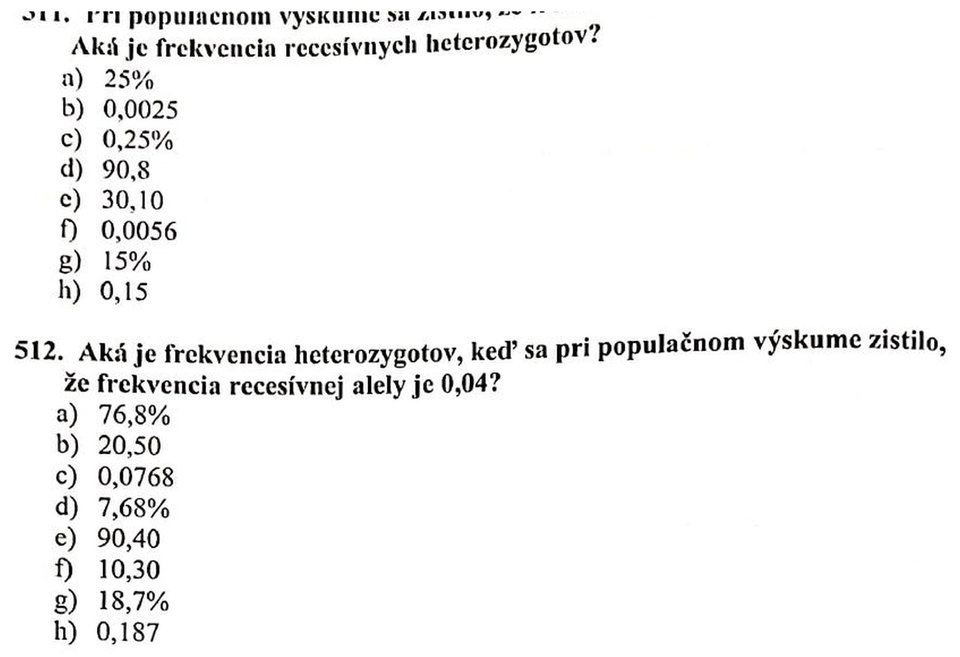 511. Pri populačnom výskume sa zistilo,
Aká je frekvencia recesívnych heterozygotov?
a) 25%
b) 0,0025
c) 0,25%
d) 90,8
e) 30,10
f) 0,0056
g) 15%
h) 0,15
512. Aká je frekvencia heterozygotov, keď sa pri populačnom výskume zistilo,
že frekvencia recesívnej alely je 0,04?
a) 76,8%
b) 20,50
c) 0,0768
d) 7,68%
e) 90,40
f) 10,30
g) 18,7%
h) 0,187